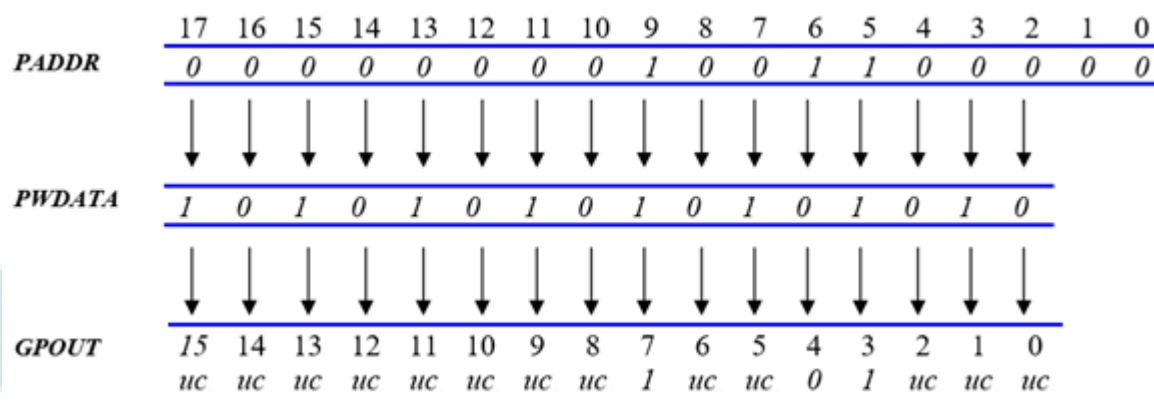 17 16 15 14 13 12 11 10 9 8 7 6 5 4 3 2 1 0
PADDR 0 0 0 0 0 0 0 0 1 0 0 1 1 0 0 0 0 0
PWDATA 1 0 1 0 1 0 1 0 1 0 1 0 1 0 1 0
GPOUT 15 14 13 12 11 10 9 8 7 6 5 4 3 2 1 0
uc uc uc uc uc uc uc uc 1 uc uc 0 1 uc uc uc